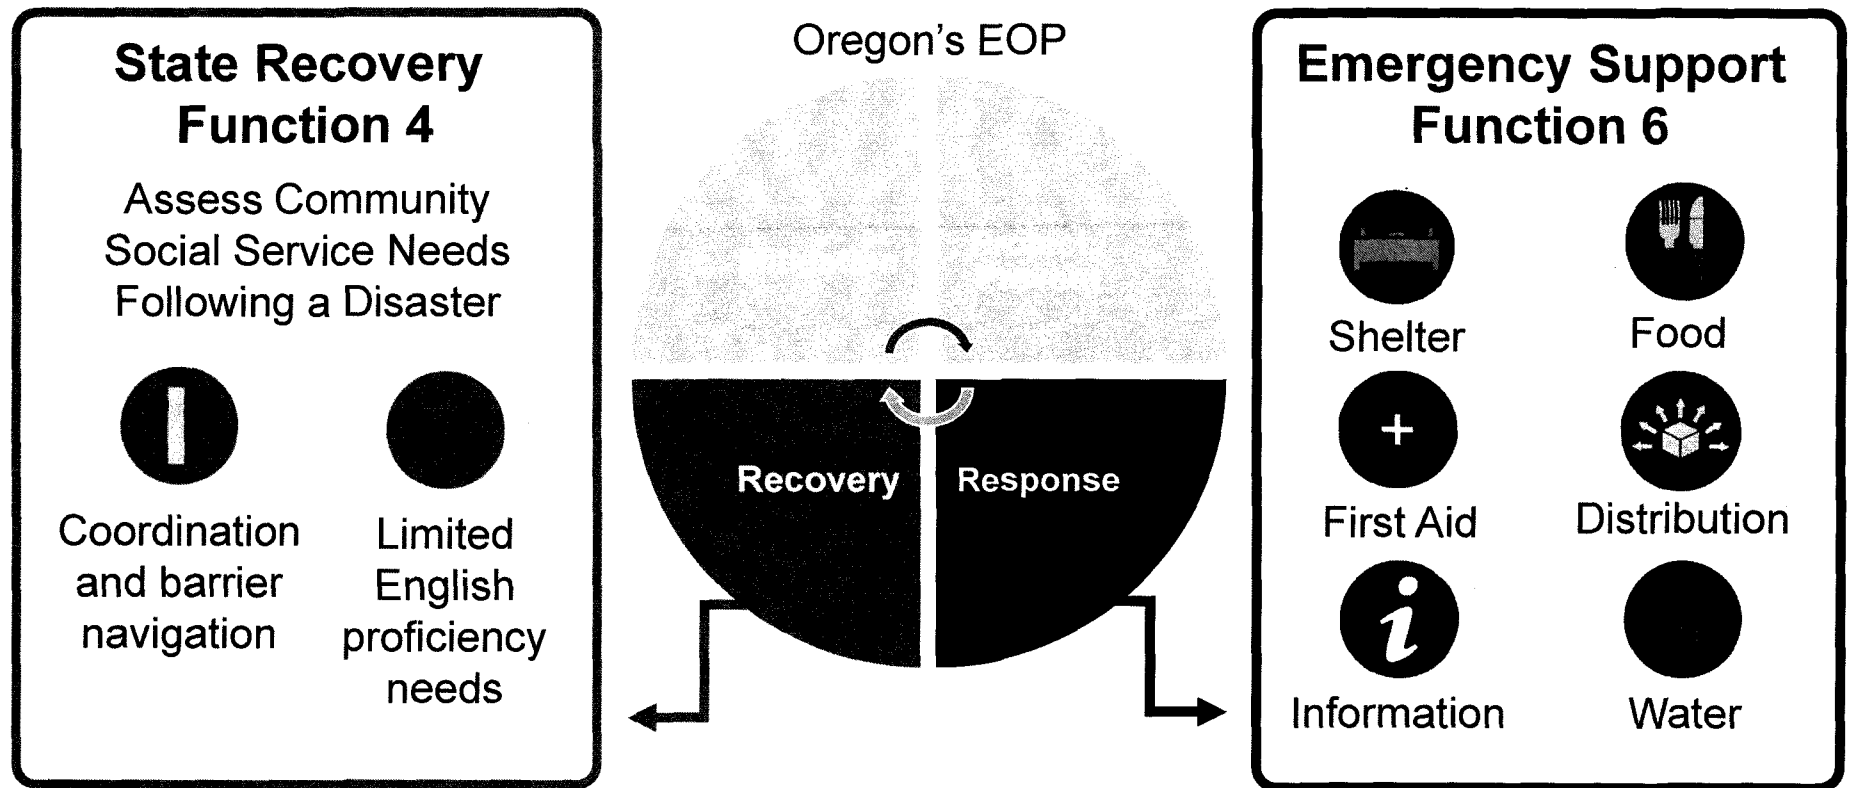 State Recovery
Function 4
Assess Community
Social Service Needs
Following a Disaster
Coordination
and barrier
navigation
Limited
English
proficiency
needs
Oregon's EOP
Recovery
Response
Emergency Support
Function 6
Shelter
Food
First Aid
Distribution
Information
Water